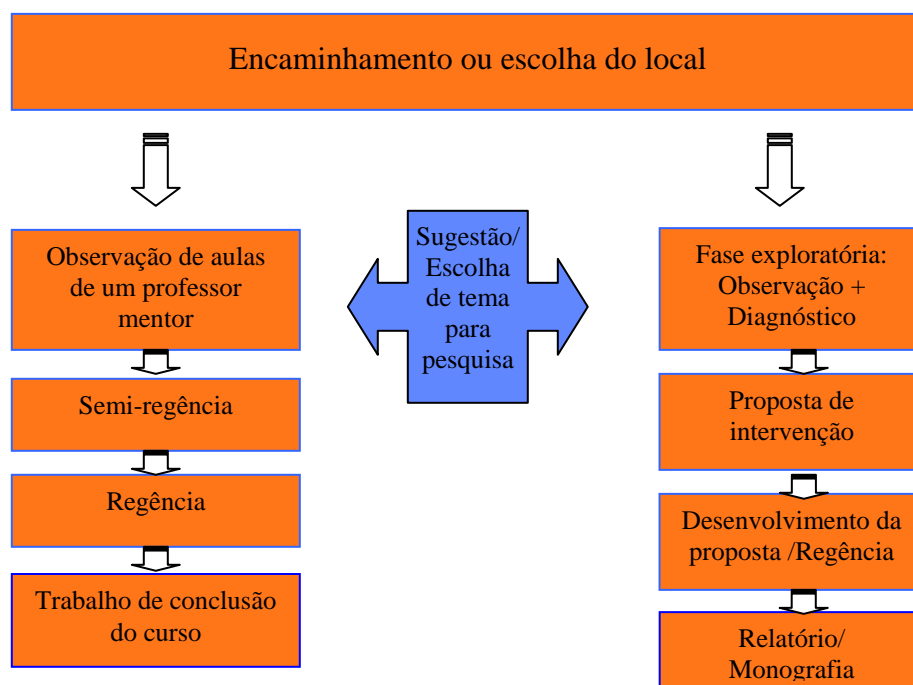 Encaminhamento ou escolha do local
Observação de aulas
de um professor
mentor
Semi-regência
Regência
Trabalho de conclusão
do curso
Sugestão/
Escolha
de tema
para
pesquisa
Fase exploratória:
Observação +
Diagnóstico
Proposta de
intervenção
Desenvolvimento da
proposta /Regência
Relatório/
Monografia